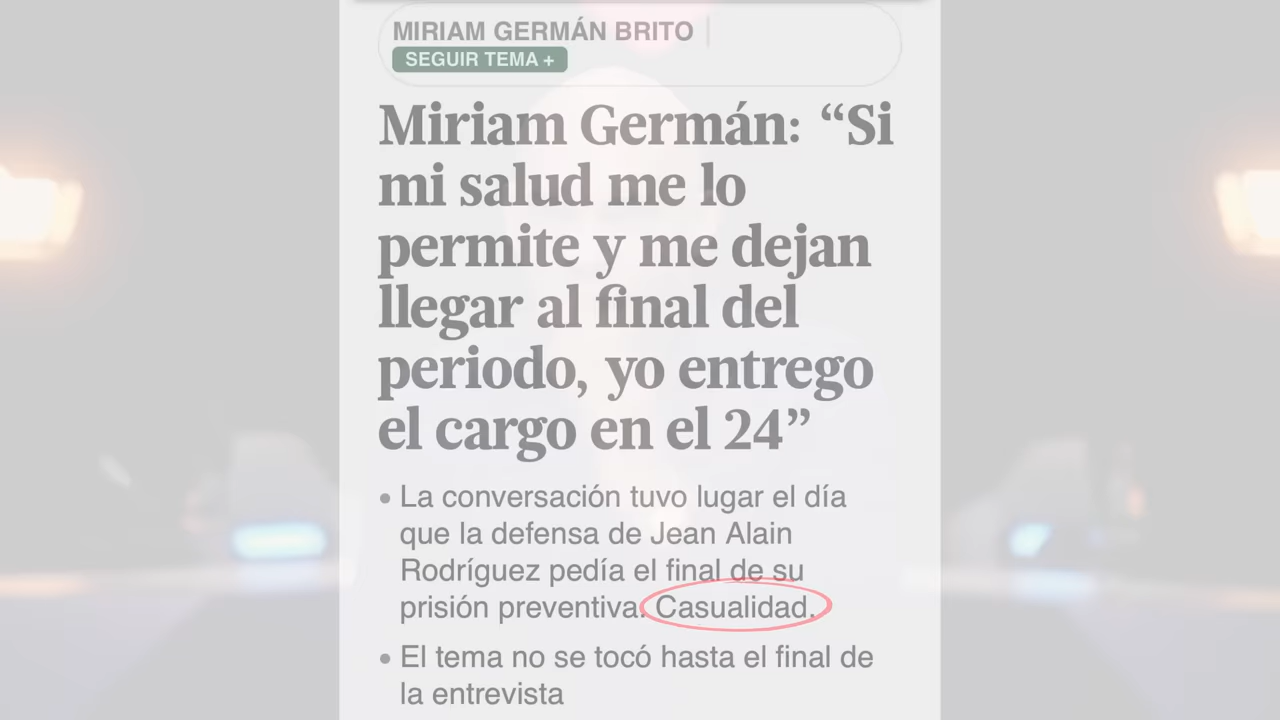 MIRIAM GERMÁN BRITO
SEGUIR TEMA +
Miriam Germán: “Si
mi salud me lo
permite y me dejan
llegar al final del
periodo, yo entrego
el cargo en el 24”
• La conversación tuvo lugar el día
que la defensa de Jean Alain
Rodríguez pedía el final de su
prisión preventiva. Casualidad.
• El tema no se tocó hasta el final de
la entrevista